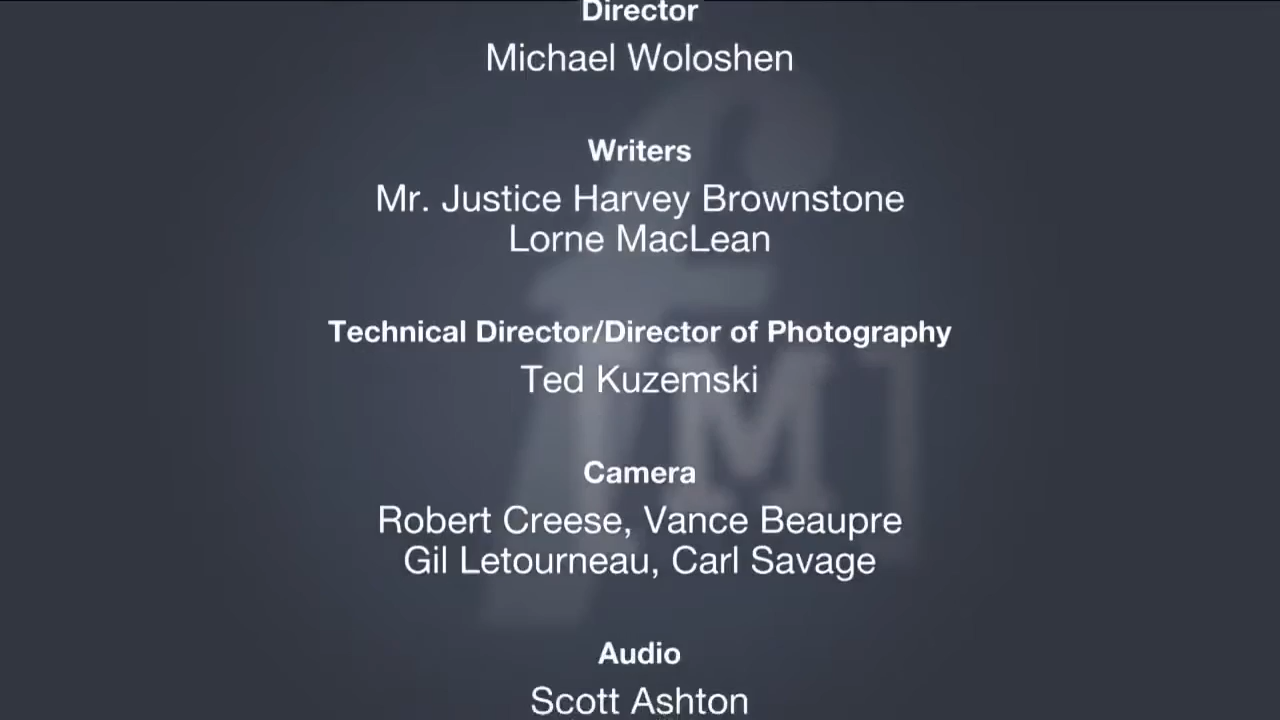 Director
Michael Woloshen
Writers
Mr. Justice Harvey Brownstone
Lorne MacLean
Technical Director/Director of Photography
Ted Kuzemski
Camera
Robert Creese, Vance Beaupre
Gil Letourneau, Carl Savage
Audio
Scott Ashton